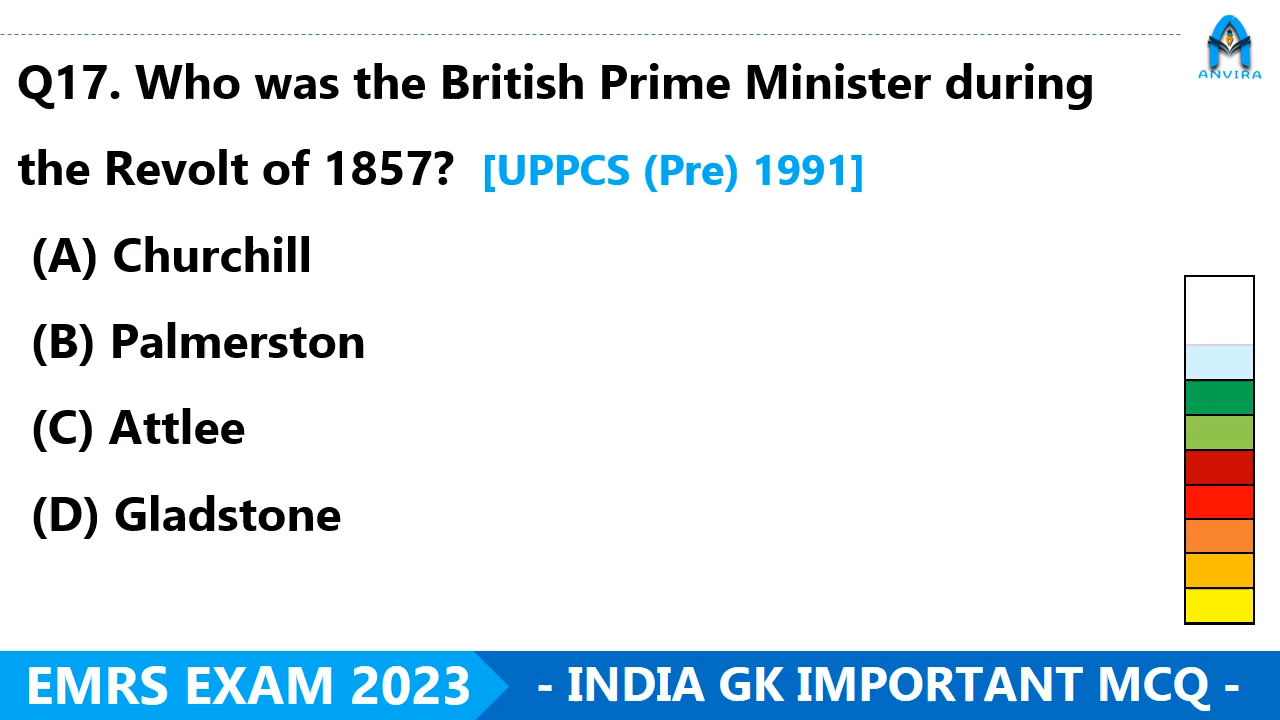 ANVIRA
Q17. Who was the British Prime Minister during
the Revolt of 1857? [UPPCS (Pre) 1991]
(A) Churchill
(B) Palmerston
(C) Attlee
(D) Gladstone
EMRS EXAM 2023 - INDIA GK IMPORTANT MCQ -